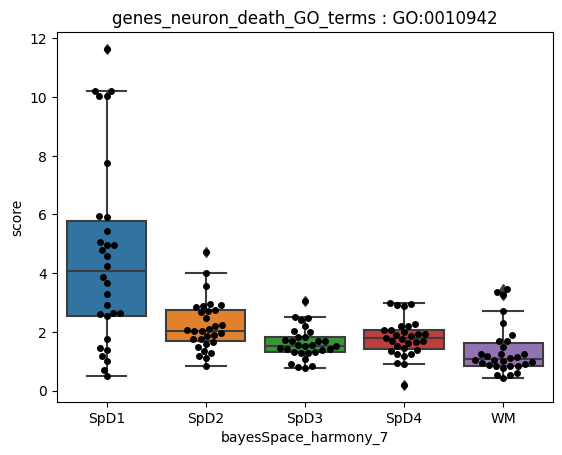 genes_neuron_death_GO_terms : GO:0010942
12
10
8
6
4
2
0
score
SpD1 SpD2 SpD3 SpD4 WM
bayesSpace_harmony_7